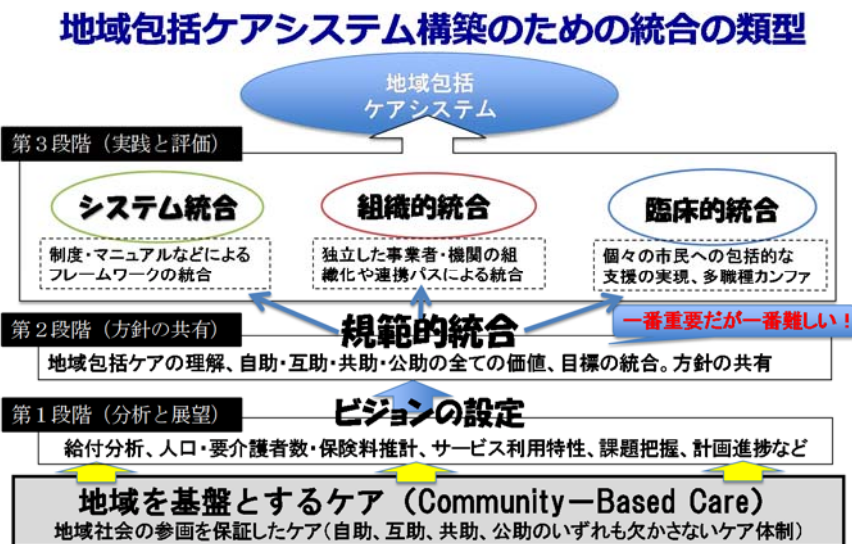 地域包括ケアシステム構築のための統合の類型
地域包括
ケアシステム
第３段階（実践と評価）
システム統合
組織的統合
臨床的統合
制度・マニュアルなどによる
フレームワークの統合
独立した事業者・機関の組
織化や連携パスによる統合
個々の市民への包括的な
支援の実現、多職種カンファ
一番重要だが一番難しい！
第２段階（方針の共有）
規範的統合
地域包括ケアの理解、自助・互助・共助・公助の全ての価値、目標の統合。方針の共有
第１段階（分析と展望）
ビジョンの設定
給付分析、人口・要介護者数・保険料推計、サービス利用特性、課題把握、計画進捗など
地域を基盤とするケア（Community－Based Care）
地域社会の参画を保証したケア（自助、互助、共助、公助のいずれも欠かさないケア体制）